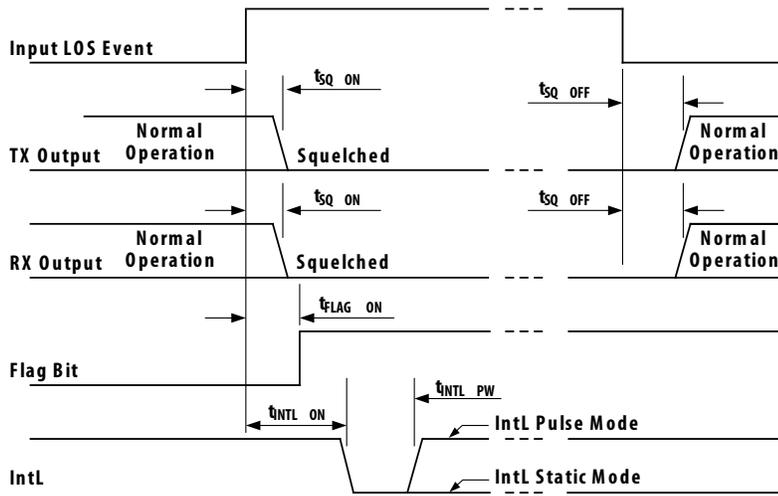 Input LOS Event
tSQ ON
tSQ OFF
Normal
Operation
TX Output
Squelched
Normal
Operation
tSQ ON
tSQ OFF
Normal
Operation
RX Output
Squelched
Normal
Operation
tFLAG ON
Flag Bit
tINTL ON
tINTL PW
IntL Pulse Mode
IntL
IntL Static Mode